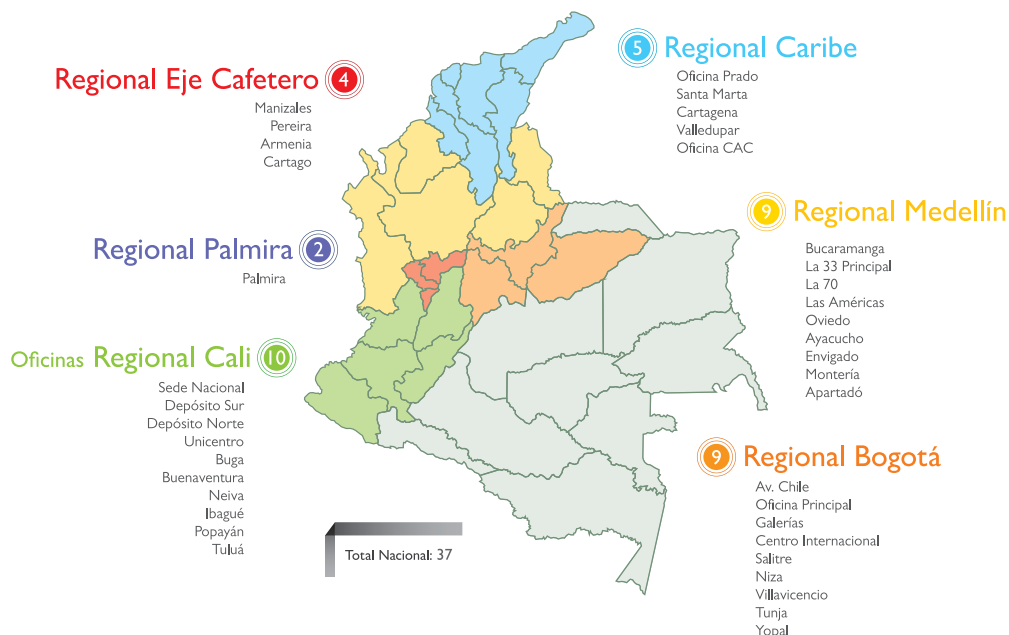 Regional Eje Cafetero 4
Manizales
Pereira
Armenia
Cartago
Regional Palmira 2
Palmira
Oficinas Regional Cali 10
Sede Nacional
Depósito Sur
Depósito Norte
Unicentro
Buga
Buenaventura
Neiva
Ibagué
Popayán
Tuluá
Total Nacional: 37
5 Regional Caribe
Oficina Prado
Santa Marta
Cartagena
Valledupar
Oficina CAC
9 Regional Medellín
Bucaramanga
La 33 Principal
La 70
Las Américas
Oviedo
Ayacucho
Envigado
Montería
Apartadó
9 Regional Bogotá
Av. Chile
Oficina Principal
Galerías
Centro Internacional
Salitre
Niza
Villavicencio
Tunja
Yopal